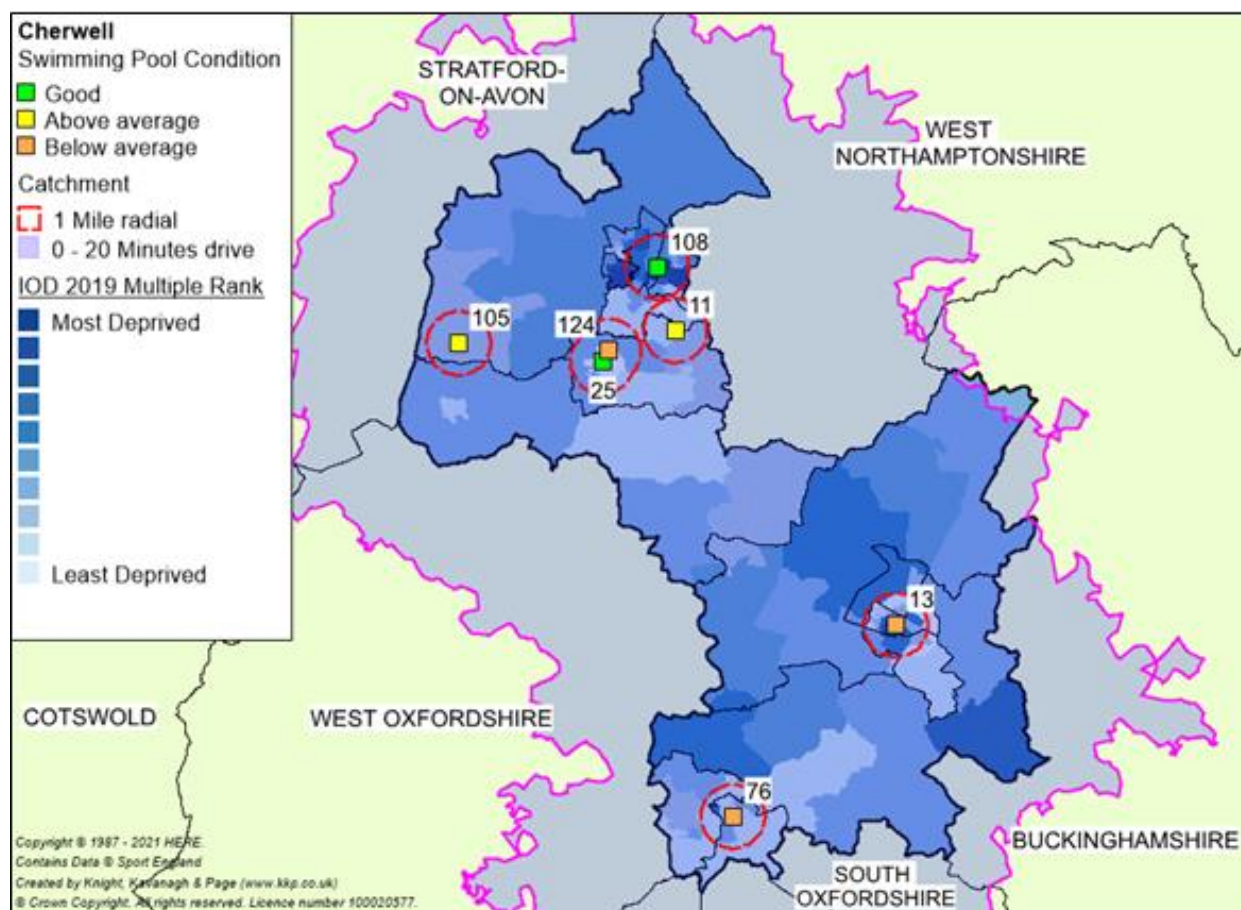 Cherwell
Swimming Pool Condition
Good
Above average
Below average
Catchment
1 Mile radial
0 - 20 Minutes drive
IOD 2019 Multiple Rank
Most Deprived
Least Deprived
STRATFORD-
ON-AVON
WEST
NORTHAMPTONSHIRE
108
11
105
124
25
13
COTSWOLD
WEST OXFORDSHIRE
76
BUCKINGHAMSHIRE
SOUTH
OXFORDSHIRE
Copyright © 1987 - 2021 HERE.
Contains Data © Sport England
Created by Knight, Kavanagh & Page (www.kkp.co.uk)
© Crown Copyright. All rights reserved. Licence number 100020577.